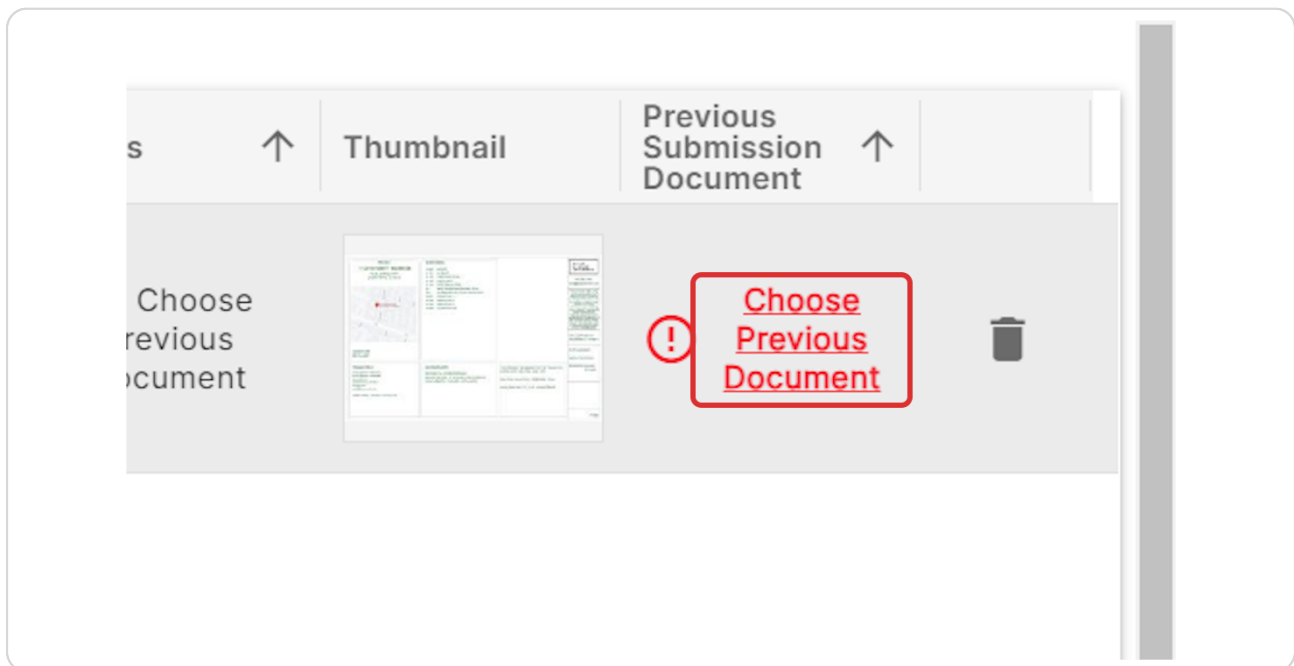 s
Thumbnail
Previous
Submission
Document
Choose
revious
ocument
!
Choose
Previous
Document